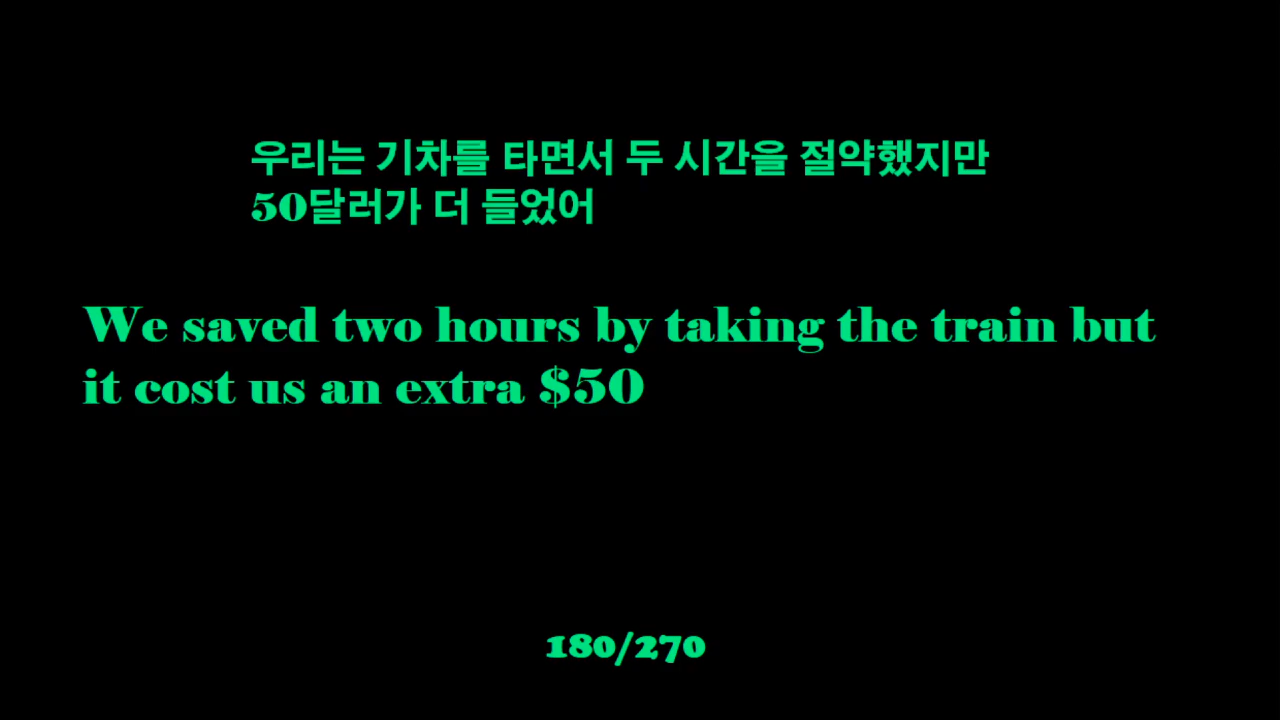 우리는 기차를 타면서 두 시간을 절약했지만
50달러가 더 들었어
We saved two hours by taking the train but
it cost us an extra $50
180/270